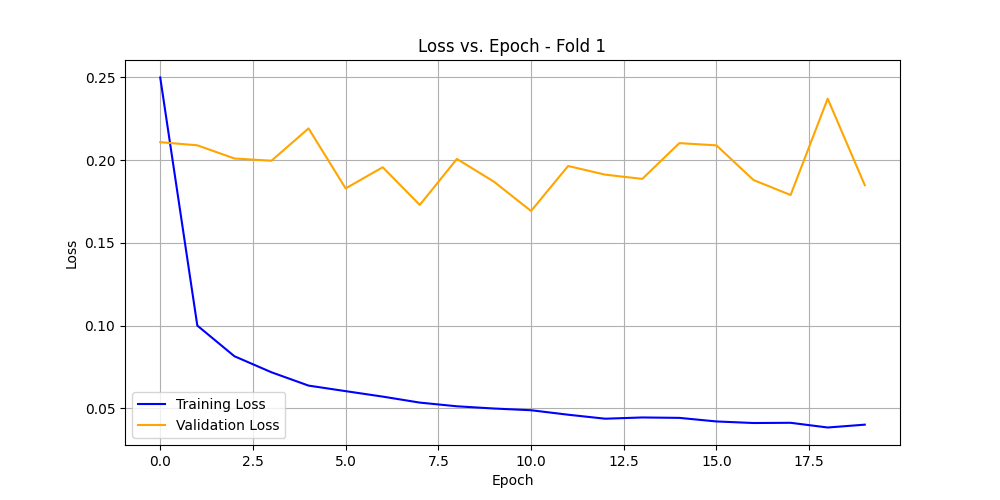 Loss vs. Epoch - Fold 1
0.25
0.20
0.15
0.10
0.05
Loss
Training Loss
Validation Loss
0.0 2.5 5.0 7.5 10.0 12.5 15.0 17.5
Epoch